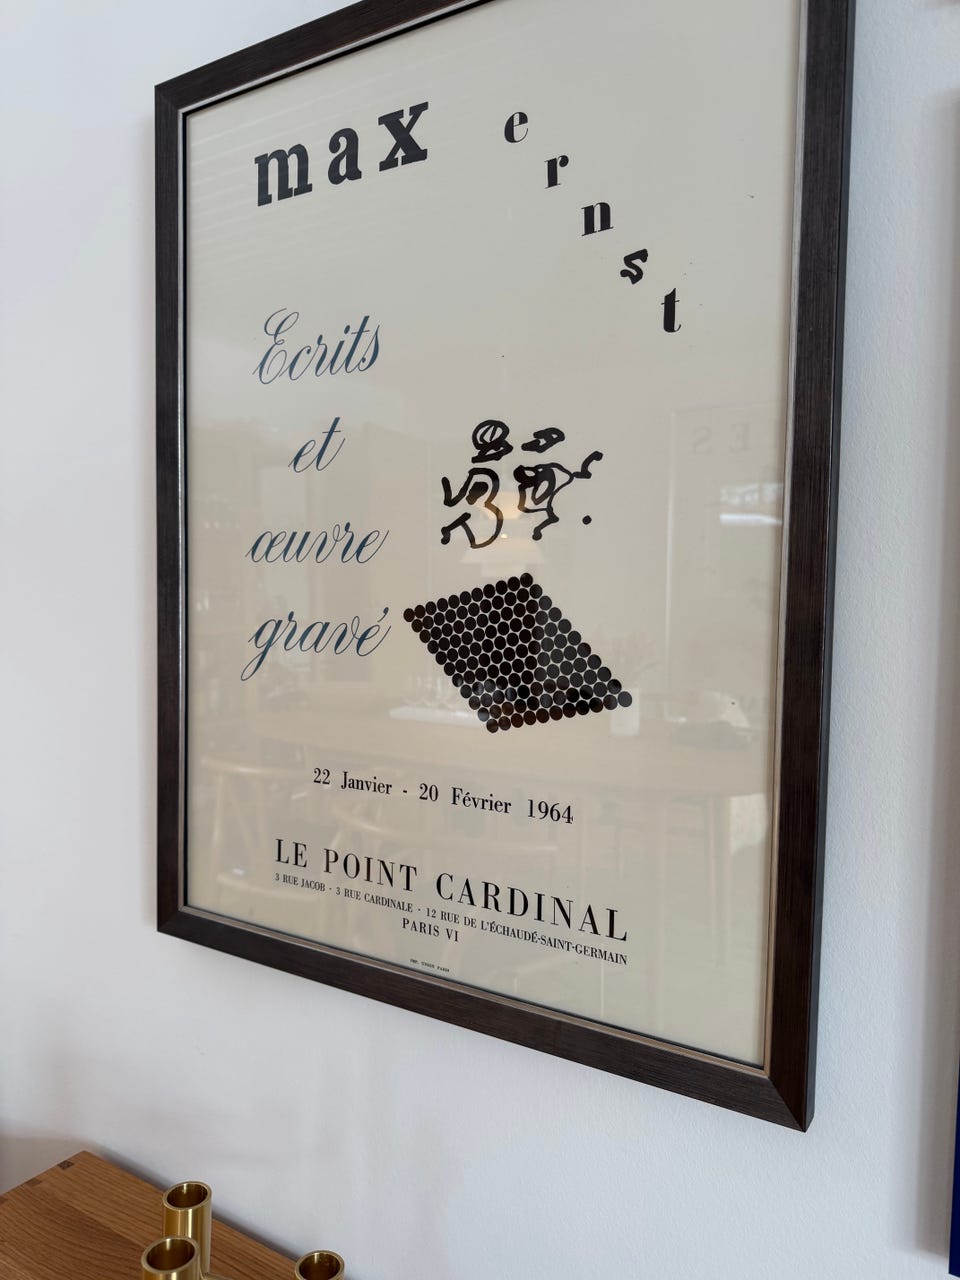 max ernst
Ecrits
et
œuvre
gravé
22 Janvier - 20 Février 1964
LE POINT CARDINAL
3 RUE JACOB - 3 RUE CARDINALE - 12 RUE DE L'ÉCHAUDÉ-SAINT-GERMAIN
PARIS VI